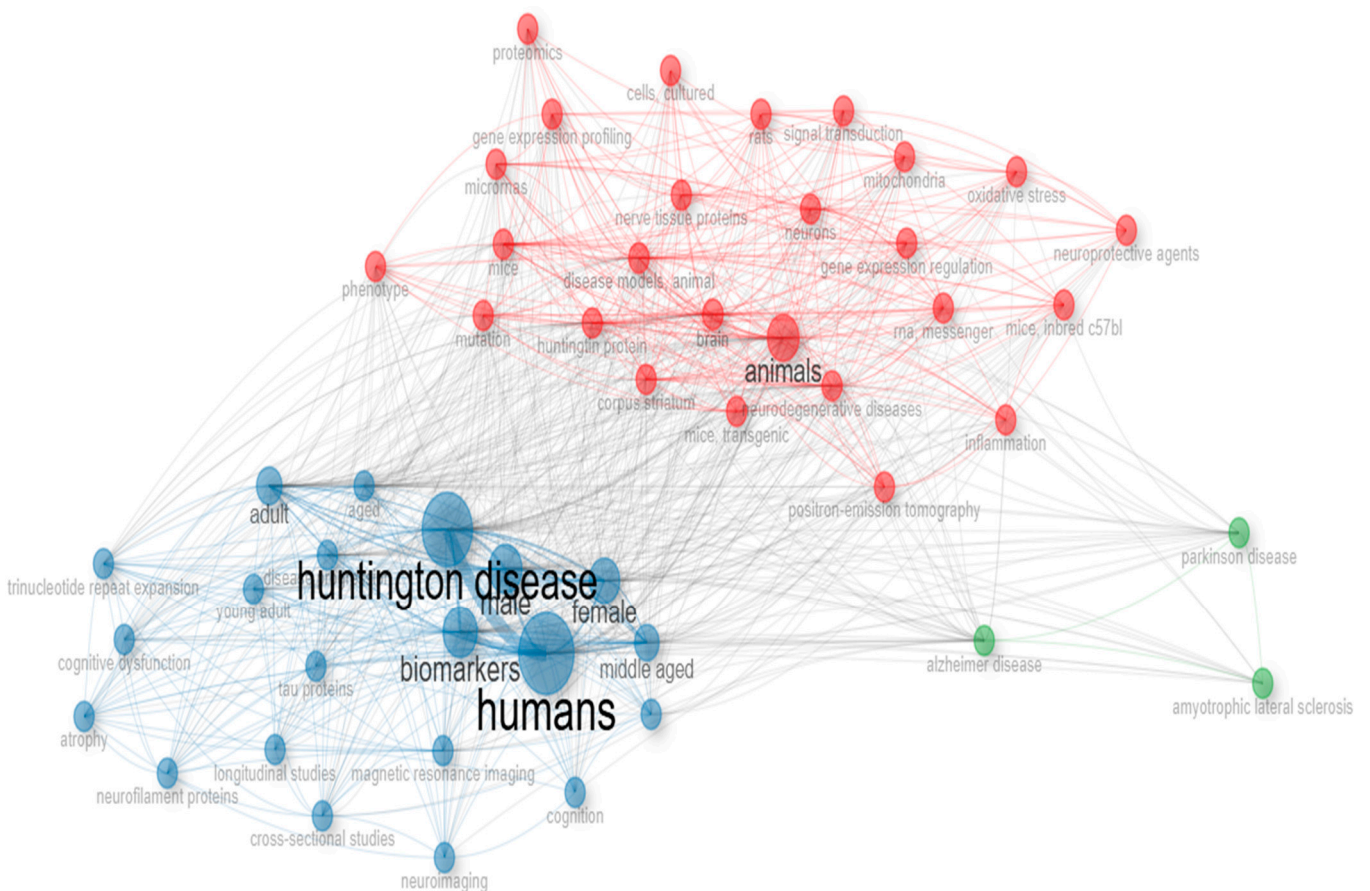 proteomics
cells, cultured
gene expression profiling
rats
signal transduction
micrornas
mitochondria
oxidative stress
nerve tissue proteins
neurons
mice
disease models, animal
gene expression regulation
neuroprotective agents
phenotype
mutation
huntingtin protein
brain
rna, messenger
mice, inbred c57bl
animals
corpus striatum
neurodegenerative diseases
mice, transgenic
inflammation
positron-emission tomography
adult
aged
parkinson disease
trinucleotide repeat expansion
huntington disease
young adult
male
female
cognitive dysfunction
alzheimer disease
biomarkers
middle aged
tau proteins
humans
amyotrophic lateral sclerosis
atrophy
longitudinal studies
magnetic resonance imaging
neurofilament proteins
cognition
cross-sectional studies
neuroimaging